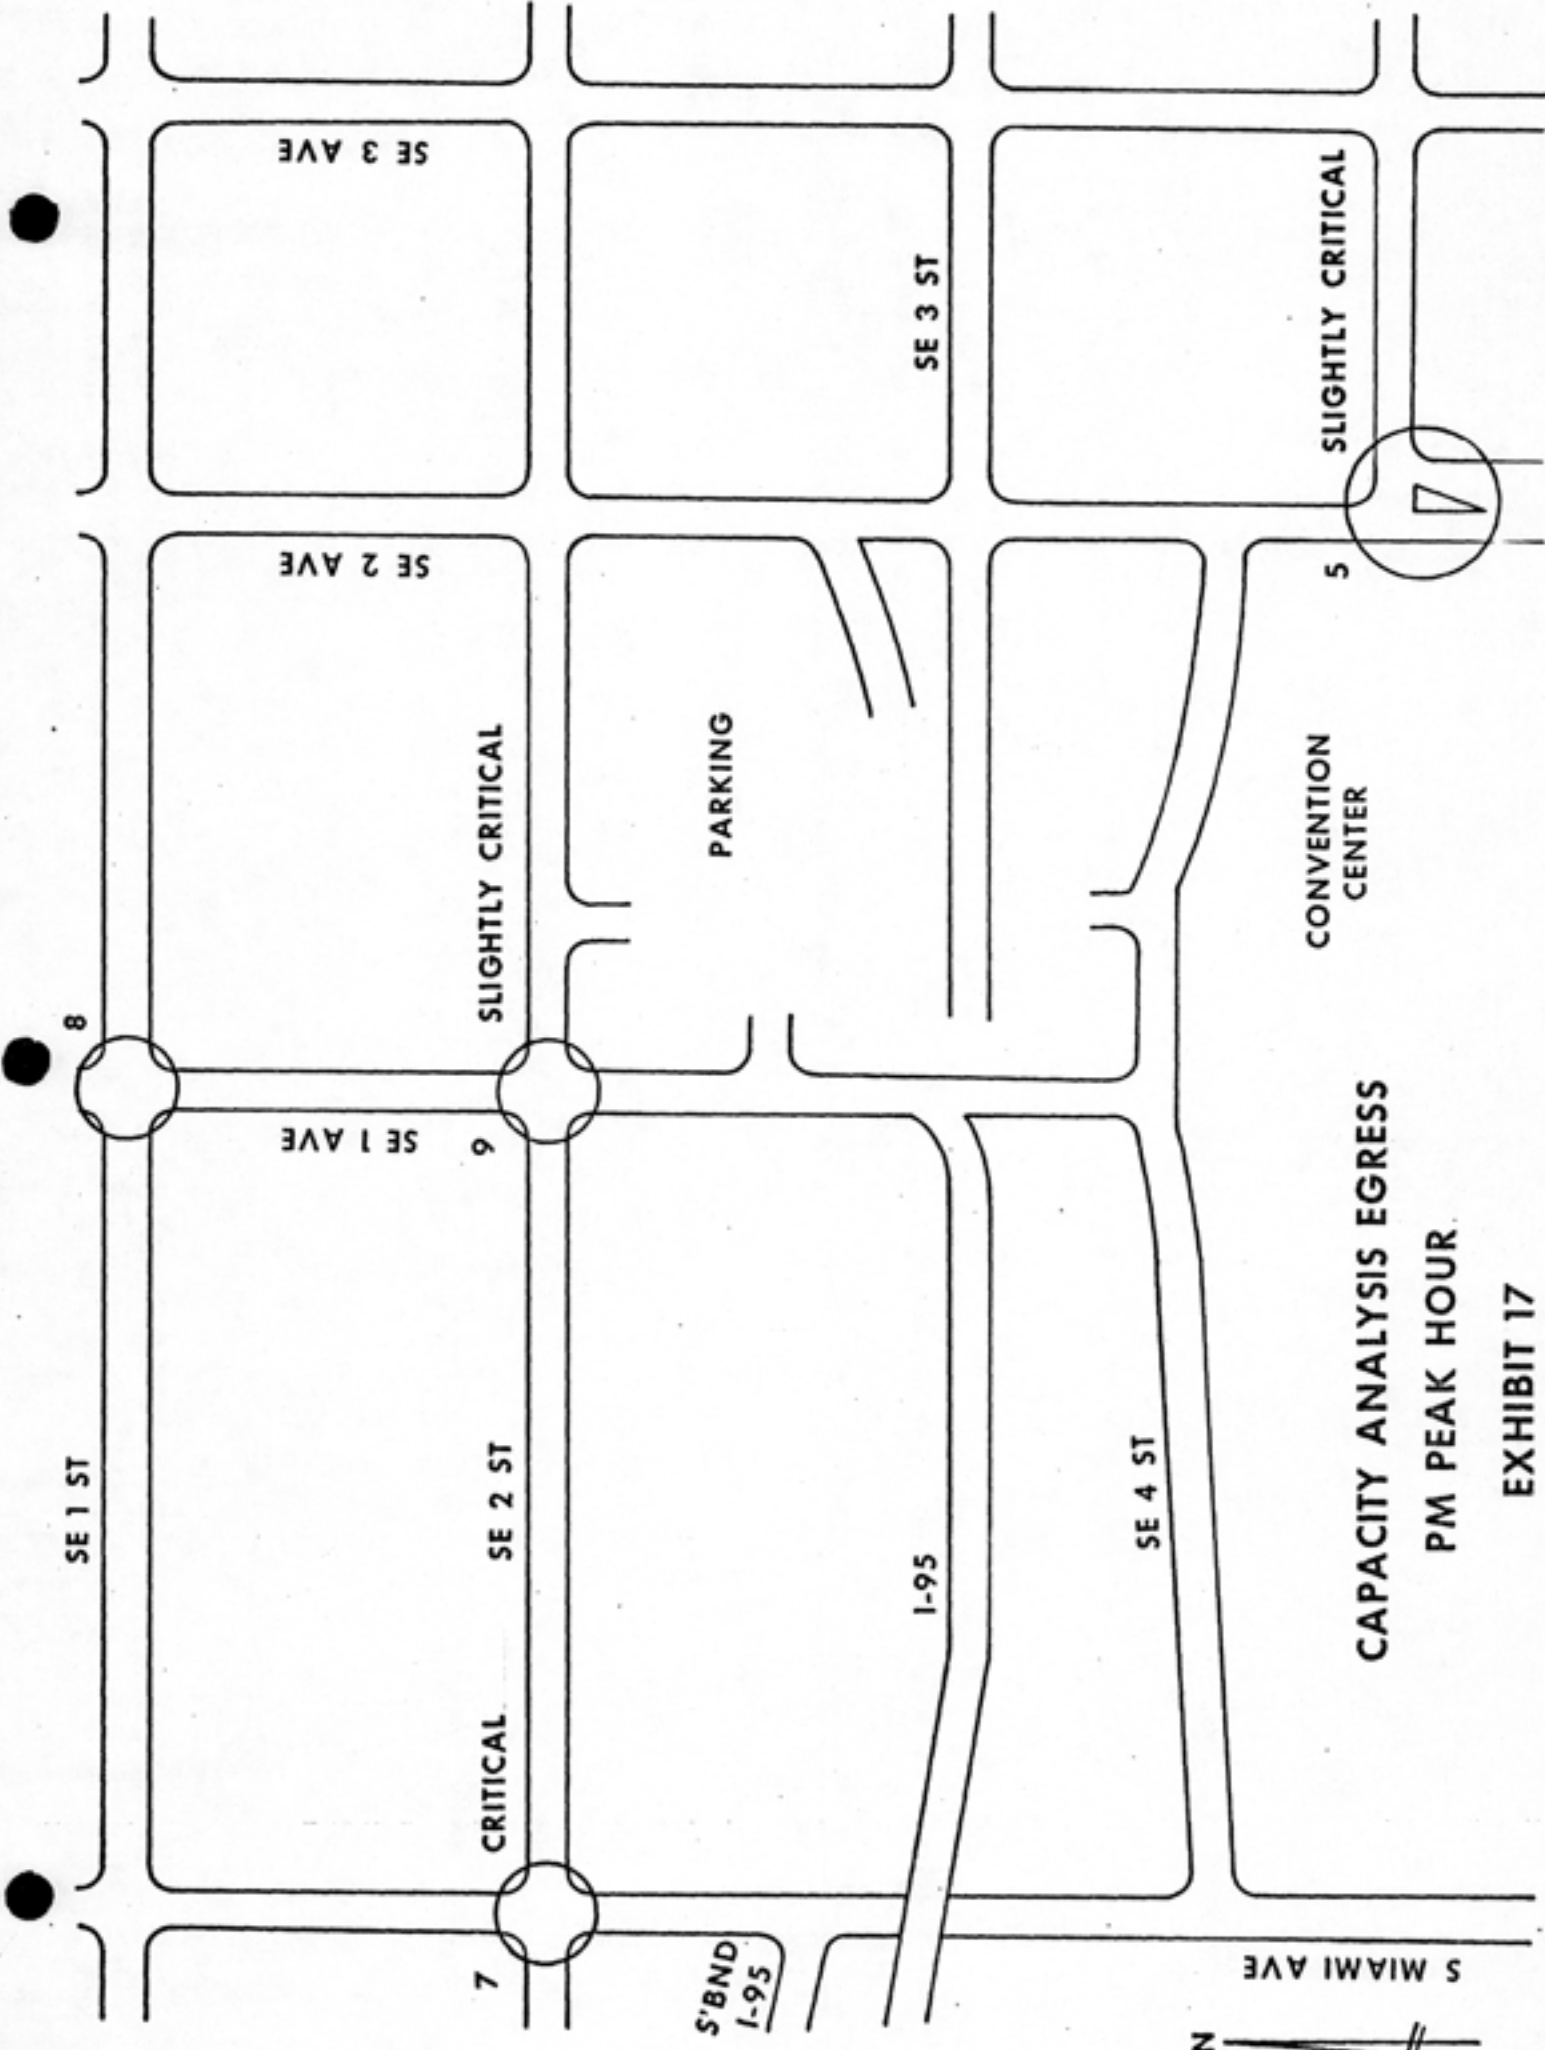 SE 1 ST
8
S MIAMI AVE
SE 1 AVE
SE 2 AVE
SE 3 AVE
7
CRITICAL
SE 2 ST
6
SLIGHTLY CRITICAL
S'BND
I-95
PARKING
I-95
SE 3 ST
SE 4 ST
N
CONVENTION
CENTER
5
SLIGHTLY CRITICAL
CAPACITY ANALYSIS EGRESS
PM PEAK HOUR
EXHIBIT 17